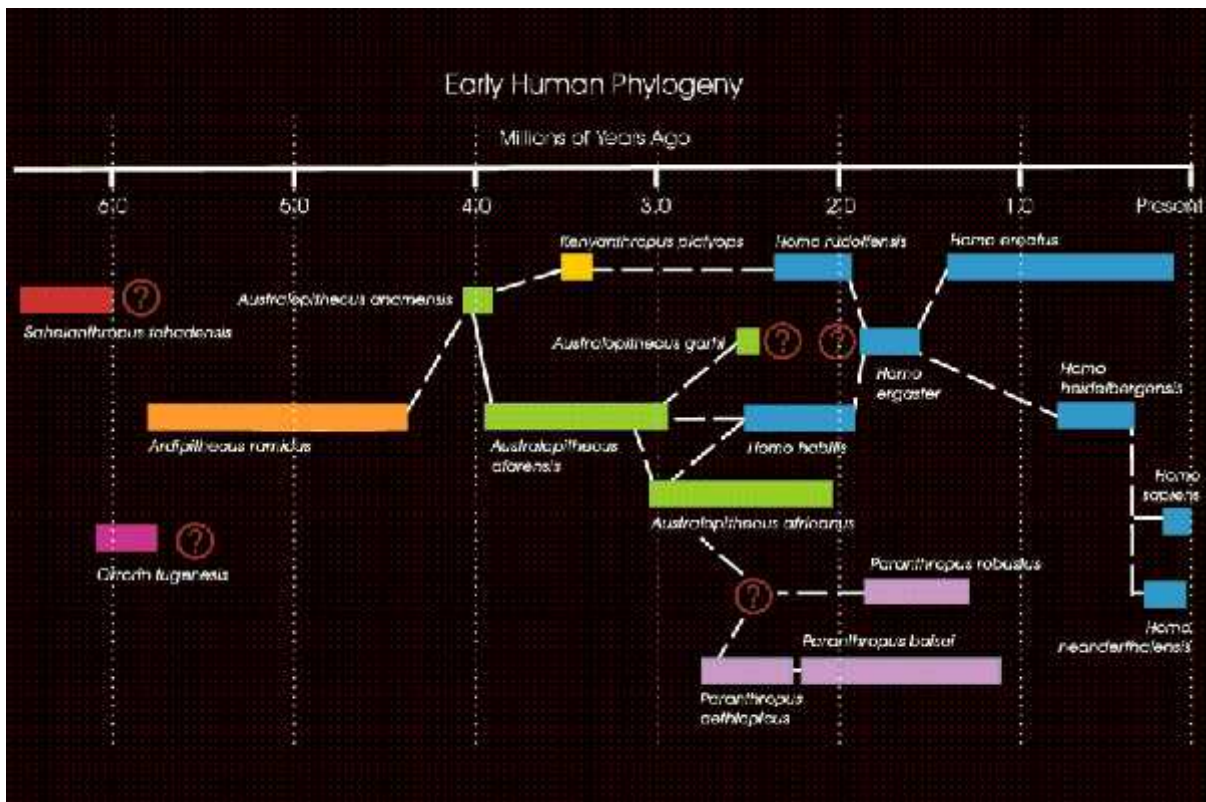 Early Human Phylogeny
Millions of Years Ago
6.0 5.0 4.0 3.0 2.0 1.0 Present
Kenyanthropus platyops
Homo rudolfensis
Homo erectus
Australopithecus anamensis
?
Sahelanthropus tchadensis
Australopithecus garhi
?
?
Homo
ergaster
Homo
heidelbergensis
Ardipithecus ramidus
Australopithecus
afarensis
Homo habilis
Homo
sapiens
Australopithecus africanus
?
Orrorin tugenesis
Paranthropus robustus
?
Homo
neanderthalensis
Paranthropus boisei
Paranthropus
aethiopicus